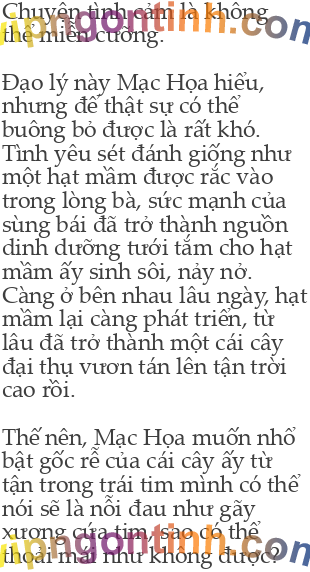 Chuyện tình cảm là không
thể miễn cưỡng.
vipngontinh.com
Đạo lý này Mạc Họa hiểu,
nhưng để thật sự có thể
buông bỏ được là rất khó.
Tình yêu sét đánh giống như
một hạt mầm được rắc vào
trong lòng bà, sức mạnh của
sùng bái đã trở thành nguồn
dinh dưỡng tưới tắm cho hạt
mầm ấy sinh sôi, nảy nở.
Càng ở bên nhau lâu ngày, hạt
mầm lại càng phát triển, từ
lâu đã trở thành một cái cây
đại thụ vươn tán lên tận trời
cao rồi.
Thế nên, Mạc Họa muốn nhổ
bật gốc rễ của cái cây ấy từ
tận trong trái tim mình có thể
nói sẽ là nỗi đau như gãy
xương cứa tim, sao có thể
thoải mái như không được?
vipngontinh.com